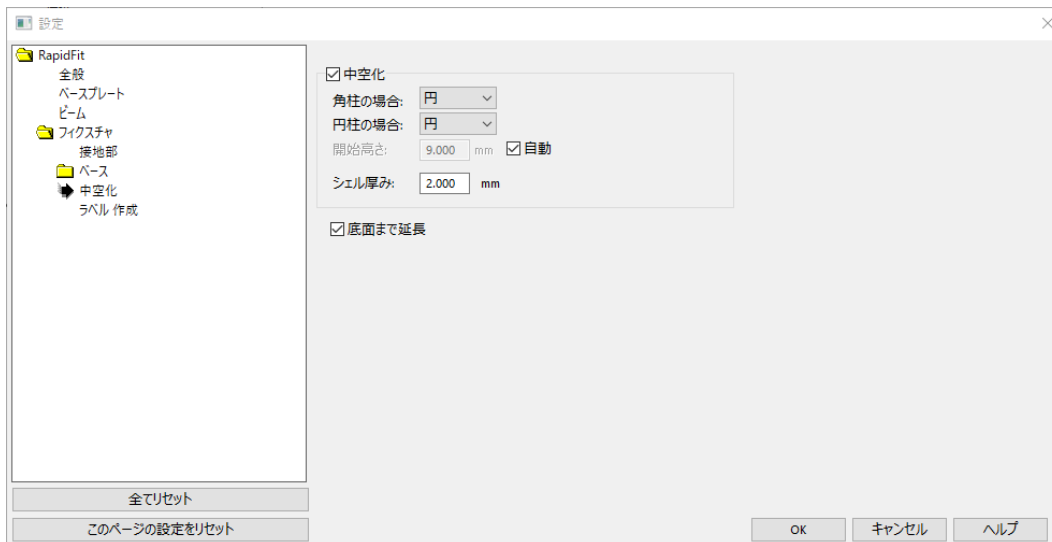 設定
RapidFit
全般
ベースプレート
ビーム
フィクスチャ
接地部
ベース
中空化
ラベル 作成
全てリセット
このページの設定をリセット
中空化
角柱の場合: 円
円柱の場合: 円
開始高さ: 9.000 mm 自動
シェル厚み: 2.000 mm
底面まで延長
OK キャンセル ヘルプ